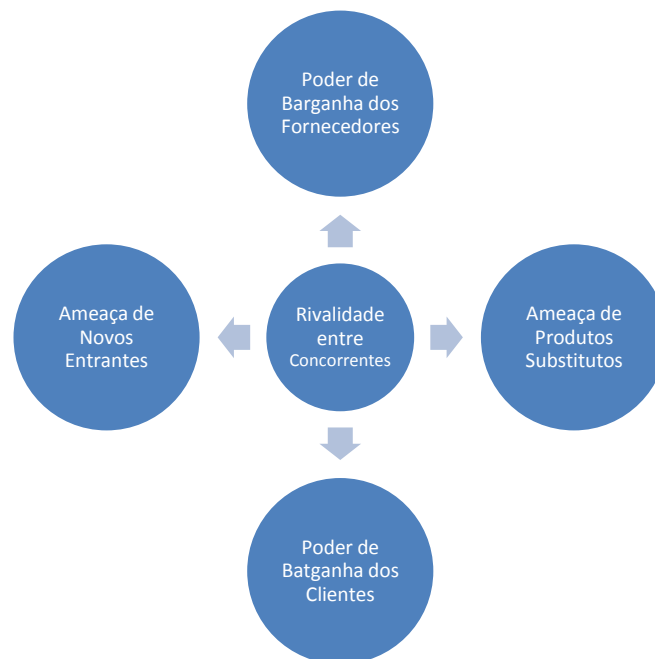 Poder de
Barganha dos
Fornecedores
Ameaça de
Novos
Entrantes
Rivalidade
entre
Concorrentes
Ameaça de
Produtos
Substitutos
Poder de
Batganha dos
Clientes